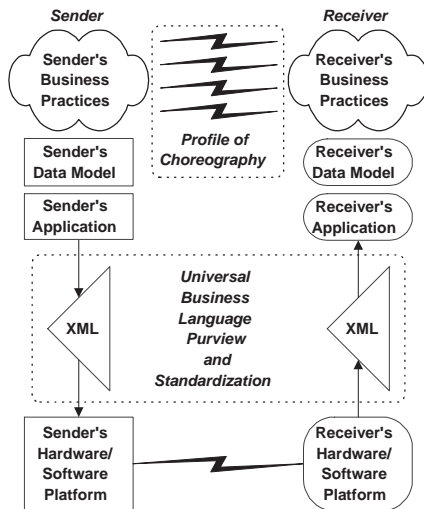 Sender
Receiver
Sender's
Business
Practices
Receiver's
Business
Practices
Profile of
Choreography
Sender's
Data Model
Receiver's
Data Model
Sender's
Application
Receiver's
Application
Universal
Business
Language
Purview
and
Standardization
XML
XML
Sender's
Hardware/
Software
Platform
Receiver's
Hardware/
Software
Platform